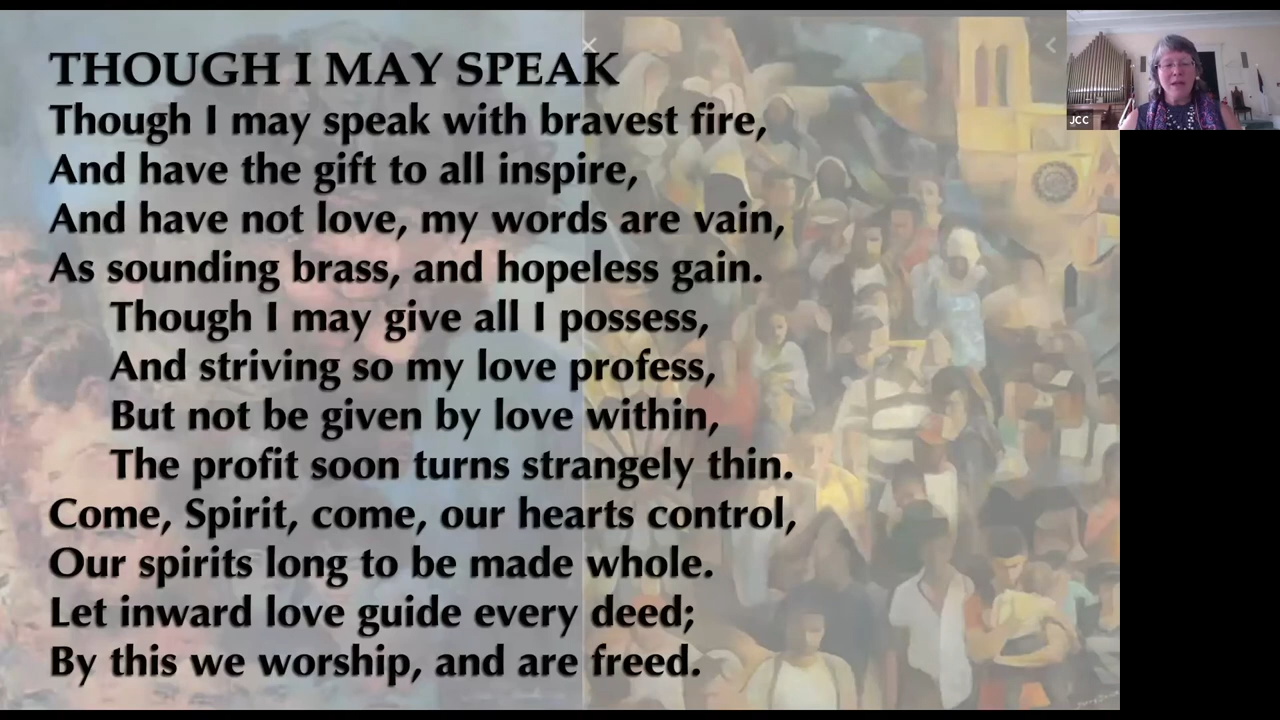 THOUGH I MAY SPEAK
Though I may speak with bravest fire,
And have the gift to all inspire,
And have not love, my words are vain,
As sounding brass, and hopeless gain.
Though I may give all I possess,
And striving so my love profess,
But not be given by love within,
The profit soon turns strangely thin.
Come, Spirit, come, our hearts control,
Our spirits long to be made whole.
Let inward love guide every deed;
By this we worship, and are freed.
JCC